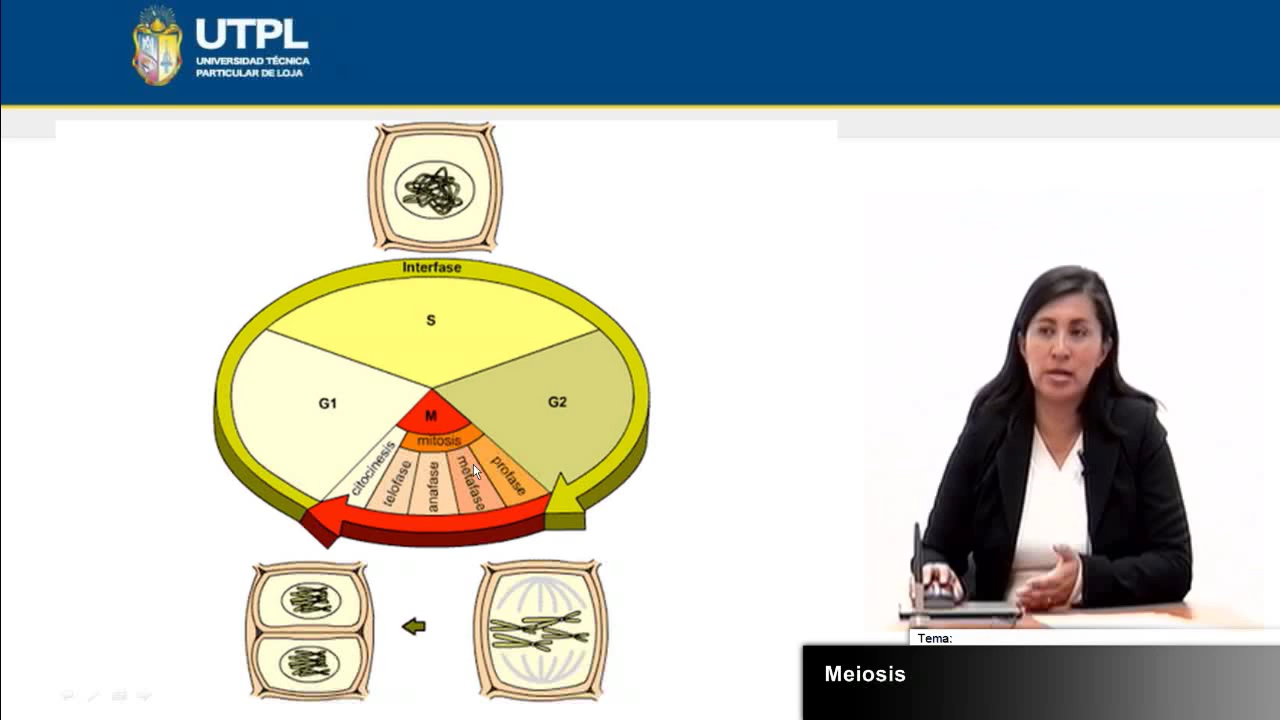 UTPL
UNIVERSIDAD TÉCNICA
PARTICULAR DE LOJA
Interfase
S
G1
G2
M
mitosis
citocinesis
telofase
anafase
metafase
profase
Tema:
Meiosis